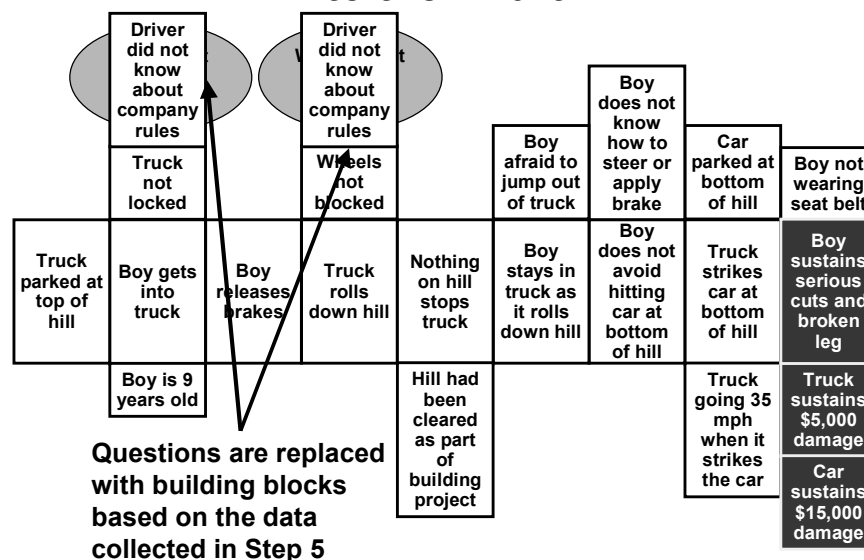 Driver
did not
know
about
company
rules
Driver
did not
know
about
company
rules
Truck
not
locked
Wheels
not
blocked
Boy
afraid to
jump out
of truck
Boy
does not
know
how to
steer or
apply
brake
Car
parked at
bottom
of hill
Boy not
wearing
seat belt
Truck
parked at
top of
hill
Boy gets
into
truck
Boy
releases
brakes
Truck
rolls
down hill
Nothing
on hill
stops
truck
Boy
stays in
truck as
it rolls
down hill
Boy
does not
avoid
hitting
car at
bottom
of hill
Truck
strikes
car at
bottom
of hill
Boy
sustains
serious
cuts and
broken
leg
Boy is 9
years old
Hill had
been
cleared
as part
of
building
project
Truck
going 35
mph
when it
strikes
the car
Truck
sustains
$5,000
damage
Car
sustains
$15,000
damage
Questions are replaced
with building blocks
based on the data
collected in Step 5